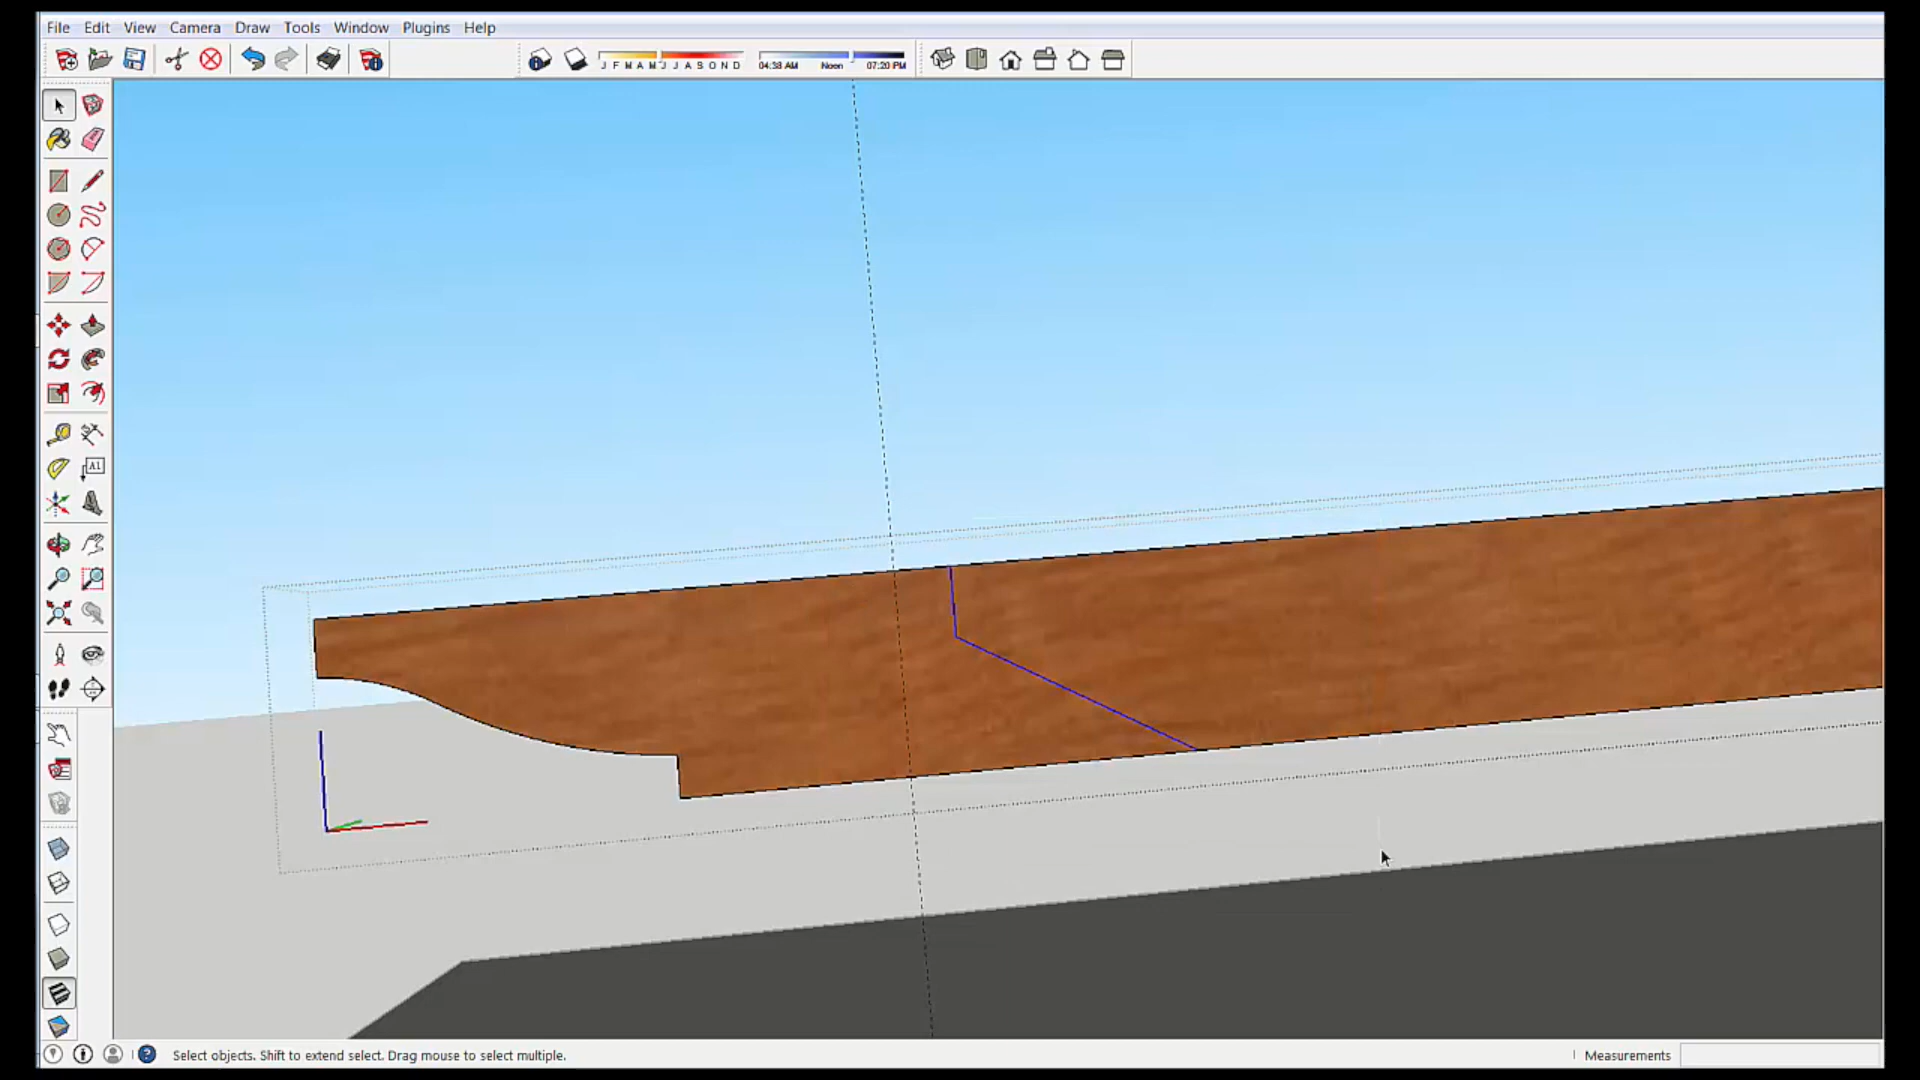 File Edit View Camera Draw Tools Window Plugins Help
J F M A M J J A S O N D
04:38 AM Noon 07:20 PM
A1
Select objects. Shift to extend select. Drag mouse to select multiple.
Measurements